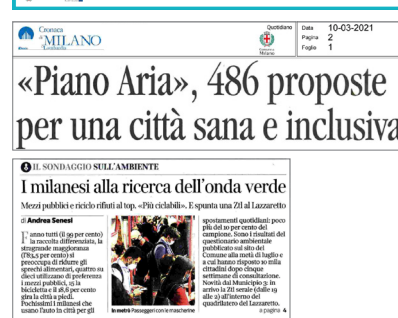 Cronaca
di MILANO
Quotidiano
Data 10-03-2021
Pagina 2
Foglio 1
«Piano Aria», 486 proposte
per una città sana e inclusiva
IL SONDAGGIO SULL'AMBIENTE
I milanesi alla ricerca dell'onda verde
Mezzi pubblici e riciclo rifiuti al top. «Più ciclabili». E spunta una Ztl al Lazzaretto
di Andrea Senesi
Fanno tutti (il 99 per cento)
la raccolta differenziata, la
stragrande maggioranza
(l'83,5 per cento) si
preoccupa di ridurre gli
sprechi alimentari, quattro su
dieci utilizzano di preferenza
i mezzi pubblici, 15 la
bicicletta e il 18,6 per cento
gira la città a piedi.
Pochissimi i milanesi che
usano l'auto in città per gli
In metrò Passeggeri con le mascherine
spostamenti quotidiani: poco
più del 10 per cento del
campione. Sono i risultati del
questionario ambientale
pubblicato sul sito del
Comune alla metà di luglio e
a cui hanno risposto 10 mila
cittadini dopo cinque
settimane di consultazione.
Novità dal Municipio 3: in
arrivo la Ztl serale (dalle 19
alle 2) all'interno del
quadrilatero del Lazzaretto.
a pagina 4